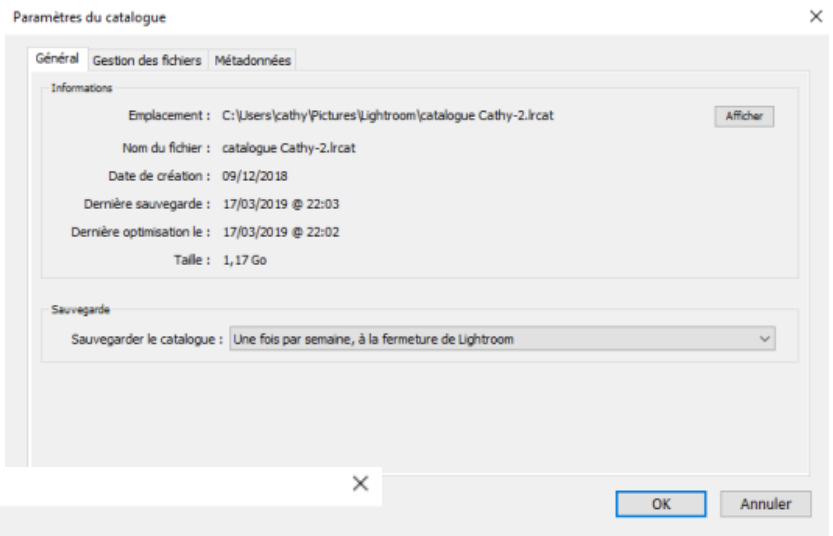 Paramètres du catalogue
Général Gestion des fichiers Métadonnées
Informations
Emplacement : C:\Users\cathy\Pictures\Lightroom\catalogue Cathy-2.lrcat Afficher
Nom du fichier : catalogue Cathy-2.lrcat
Date de création : 09/12/2018
Dernière sauvegarde : 17/03/2019 @ 22:03
Dernière optimisation le : 17/03/2019 @ 22:02
Taille : 1,17 Go
Sauvegarde
Sauvegarder le catalogue : Une fois par semaine, à la fermeture de Lightroom
OK Annuler